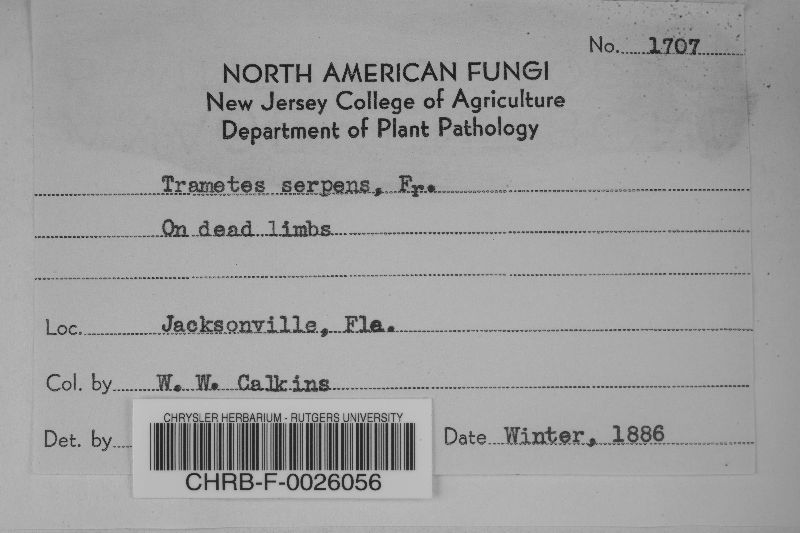 No. 1707
NORTH AMERICAN FUNGI
New Jersey College of Agriculture
Department of Plant Pathology
Trametes serpens, Fr.
On dead limbs
Loc. Jacksonville, Fla.
Col. by W. W. Calkins
Det. by
Date Winter, 1886
CHRYSLER HERBARIUM - RUTGERS UNIVERSITY
CHRB-F-0026056